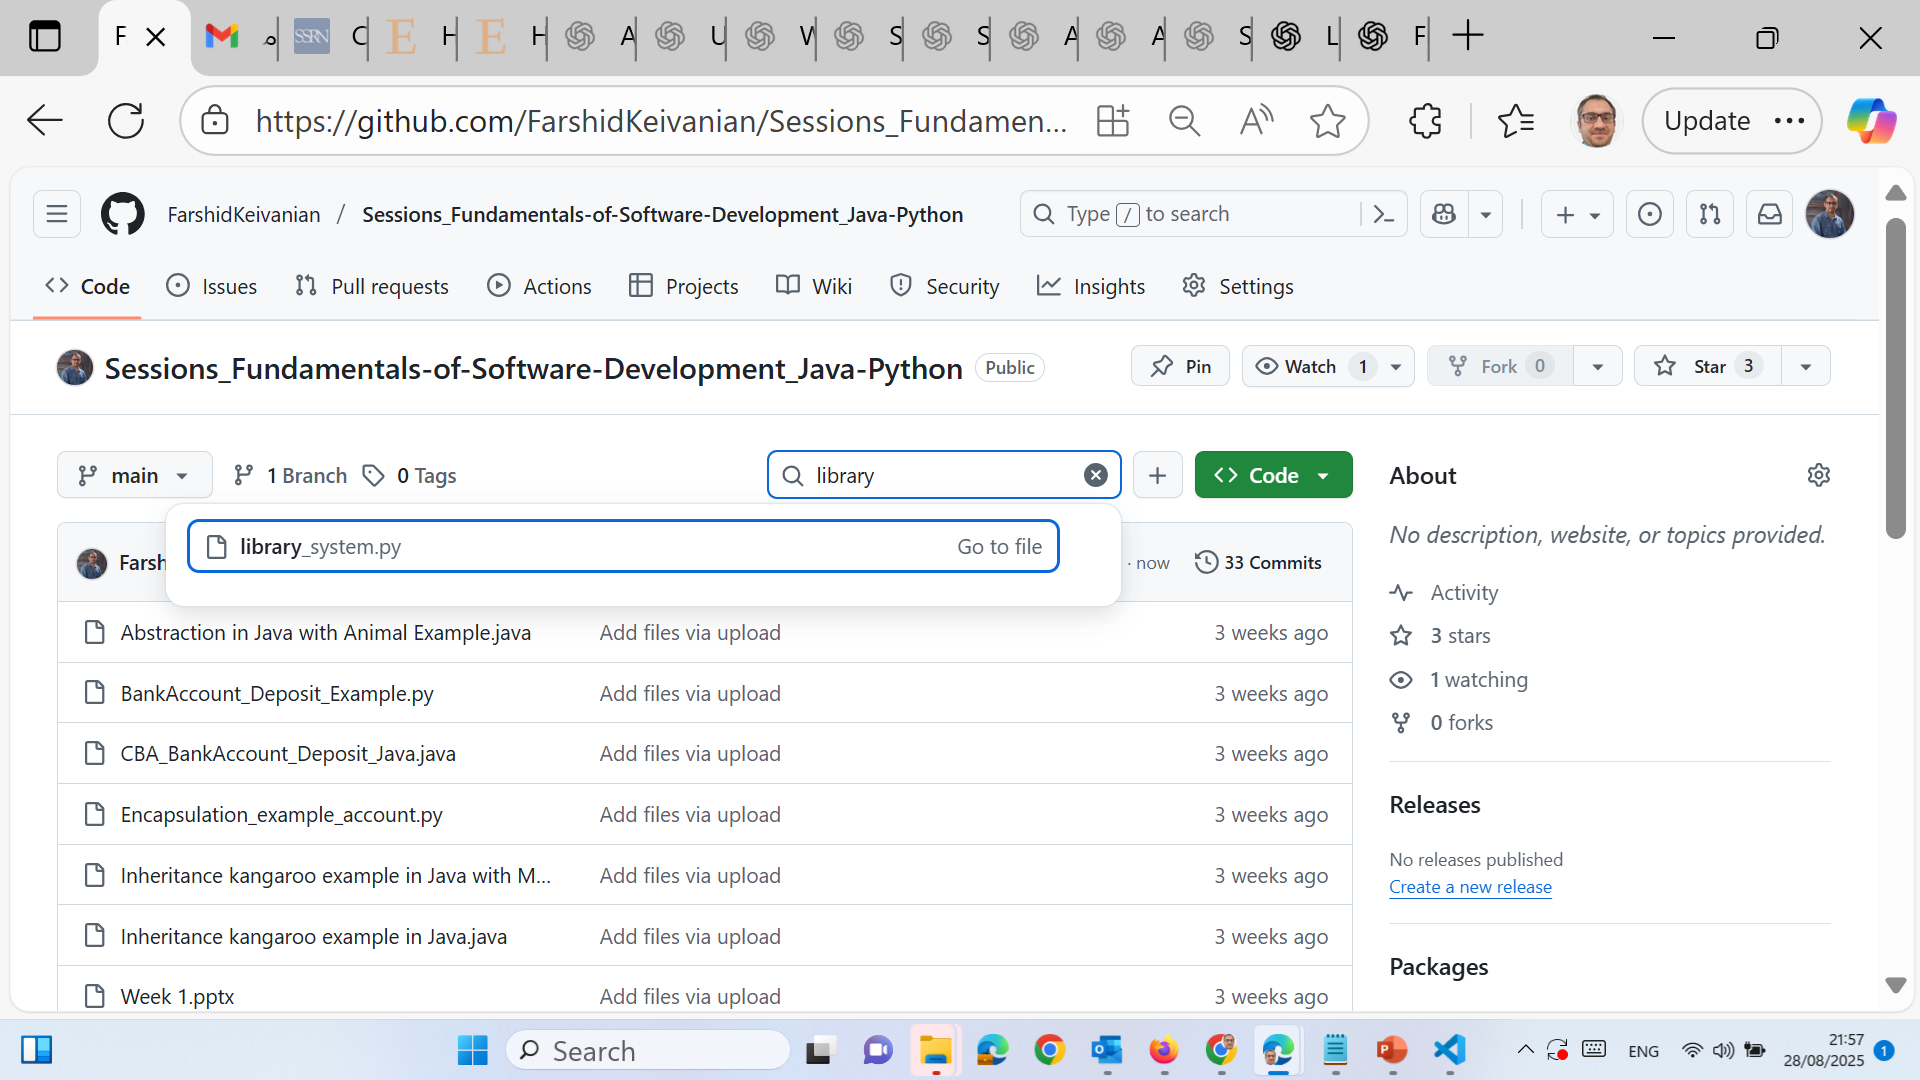 F
C
H
H
A
U
W
S
S
A
A
S
L
F
https://github.com/FarshidKeivanian/Sessions_Fundamen...
Update
FarshidKeivanian / Sessions_Fundamentals-of-Software-Development_Java-Python
Type / to search
Code
Issues
Pull requests
Actions
Projects
Wiki
Security
Insights
Settings
Sessions_Fundamentals-of-Software-Development_Java-Python
Public
Pin
Watch 1
Fork 0
Star 3
main
1 Branch
0 Tags
library
Code
About
library_system.py
Go to file
No description, website, or topics provided.
Farsh
· now
33 Commits
Activity
Abstraction in Java with Animal Example.java Add files via upload 3 weeks ago
3 stars
BankAccount_Deposit_Example.py Add files via upload 3 weeks ago
1 watching
0 forks
CBA_BankAccount_Deposit_Java.java Add files via upload 3 weeks ago
Releases
Encapsulation_example_account.py Add files via upload 3 weeks ago
No releases published
Inheritance kangaroo example in Java with M... Add files via upload 3 weeks ago
Create a new release
Inheritance kangaroo example in Java.java Add files via upload 3 weeks ago
Packages
Week 1.pptx Add files via upload 3 weeks ago
Search
ENG
21:57
28/08/2025
1